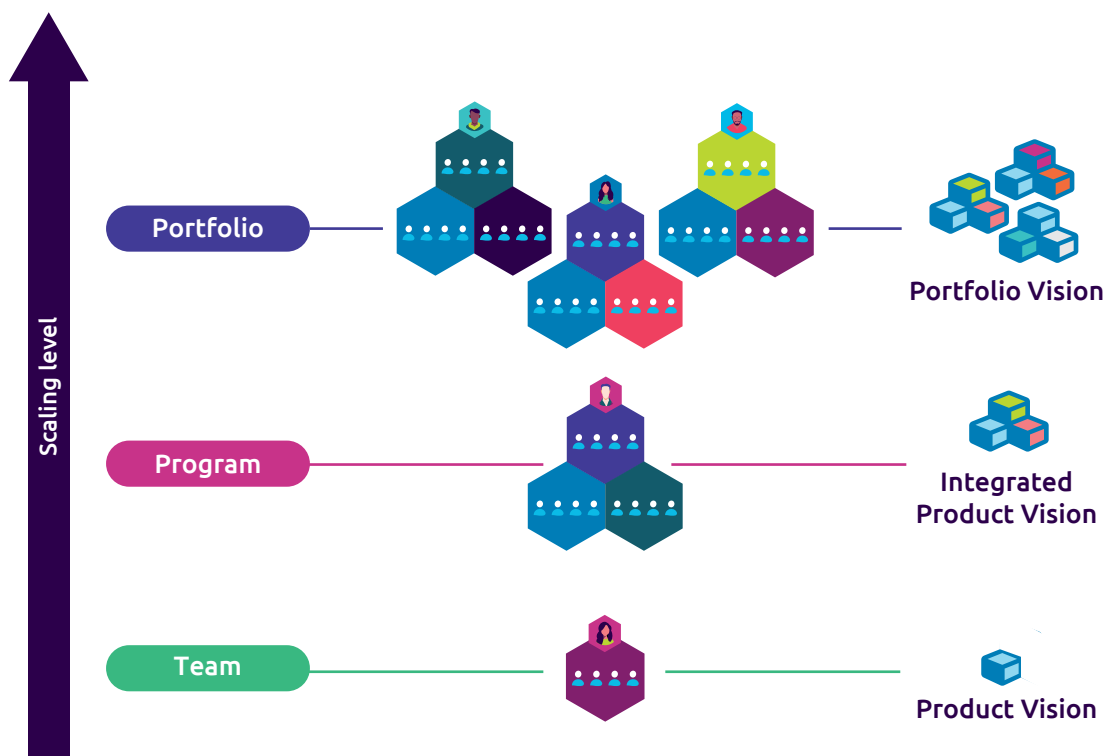 Scaling level
Portfolio
Portfolio Vision
Program
Integrated
Product Vision
Team
Product Vision